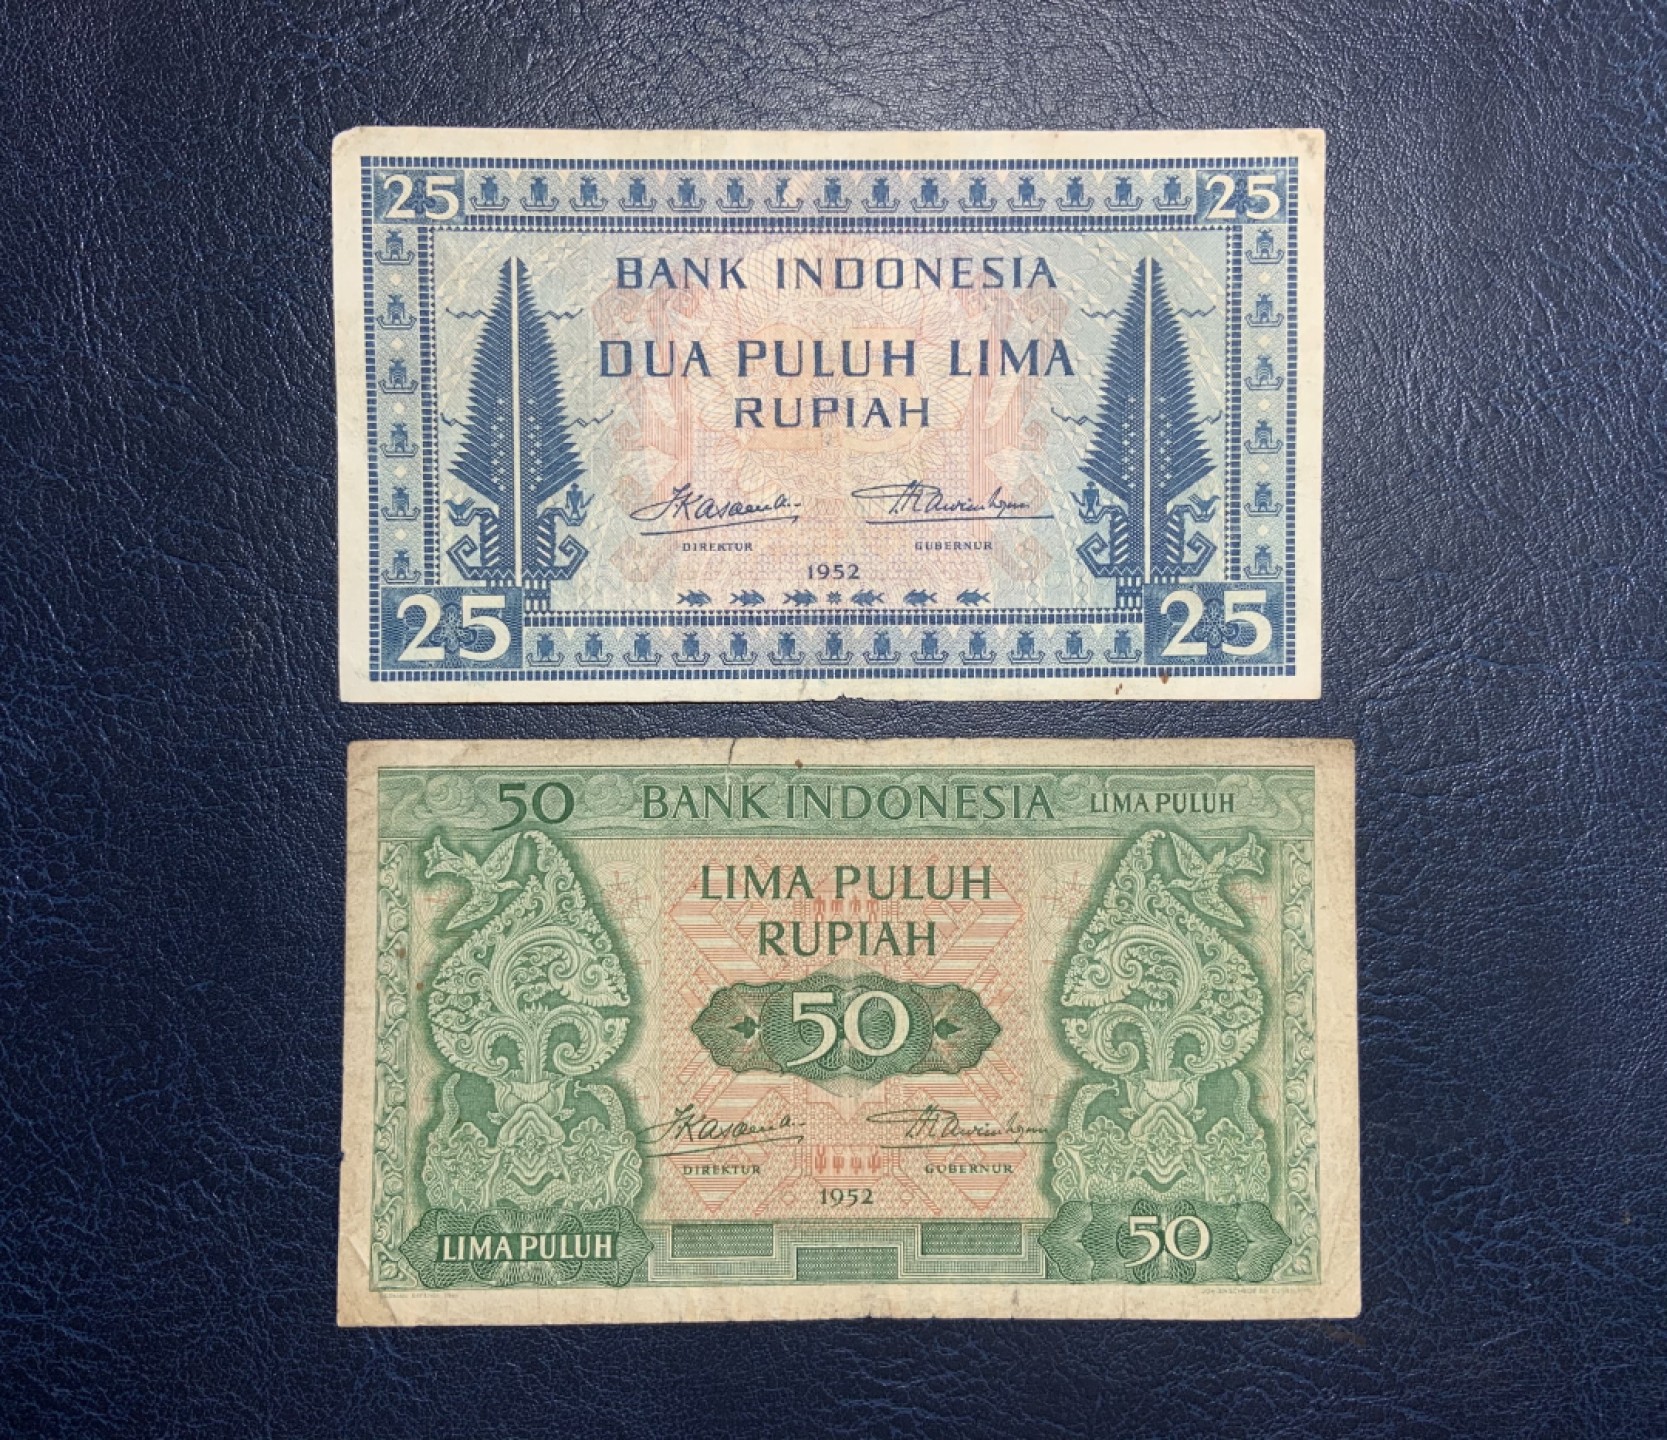 25 25
BANK INDONESIA
DUA PULUH LIMA
RUPIAH
DIREKTUR GUBERNUR
1952
25 25
50 BANK INDONESIA LIMA PULUH
LIMA PULUH
RUPIAH
50
DIREKTUR GUBERNUR
1952
LIMA PULUH 50